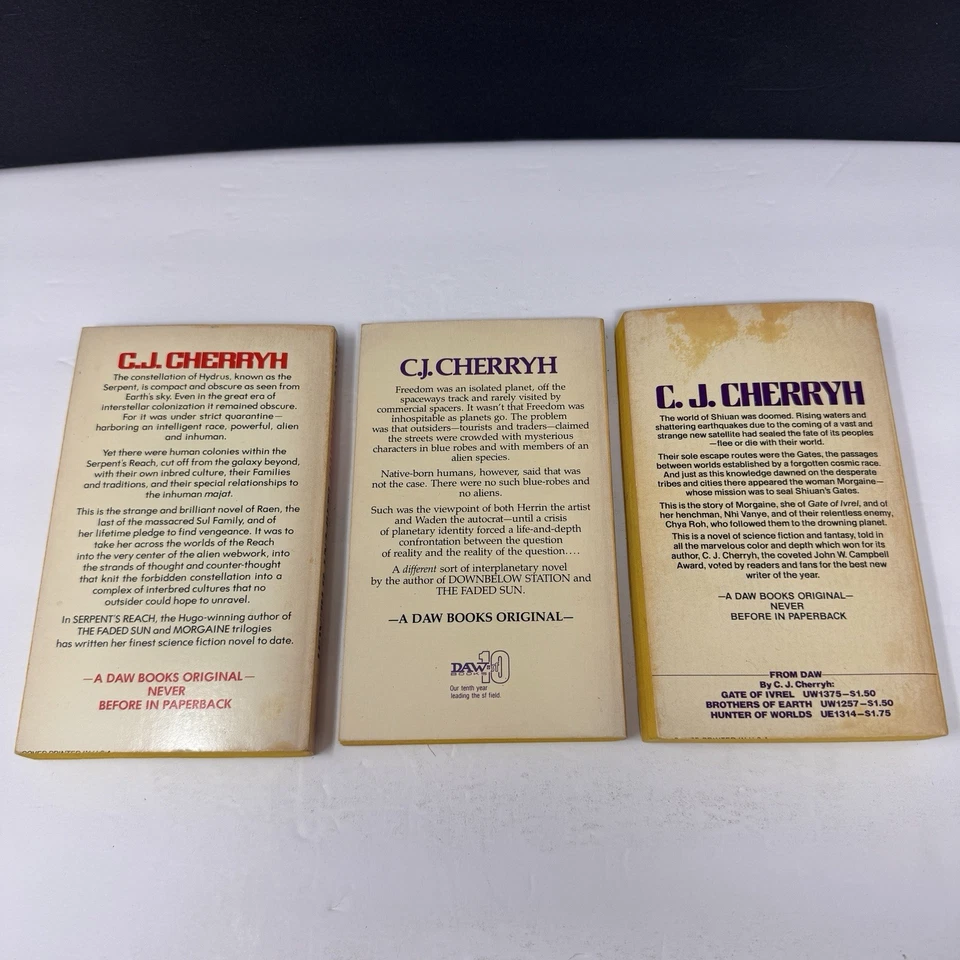 C.J. CHERRYH
The constellation of Hydrus, known as the
Serpent, is compact and obscure as seen from
Earth's sky. Even in the great era of
interstellar colonization it remained obscure.
For it was under strict quarantine—
harboring an intelligent race, powerful, alien
and inhuman.
Yet there were human colonies within the
Serpent's Reach, cut off from the galaxy beyond,
with their own inbred culture, their Families
and traditions, and their special relationships to
the inhuman majat.
This is the strange and brilliant novel of Raen, the
last of the massacred Sul Family, and of
her lifetime pledge to find vengeance. It was to
take her across the worlds of the Reach
into the very center of the alien webwork, into
the strands of thought and counter-thought
that knit the forbidden constellation into a
complex of interbred cultures that no
outsider could hope to unravel.
In SERPENT'S REACH, the Hugo-winning author of
THE FADED SUN and MORGAINE trilogies
has written her finest science fiction novel to date.
—A DAW BOOKS ORIGINAL—
NEVER
BEFORE IN PAPERBACK
COVER PRINTED IN U.S.A.
C.J. CHERRYH
Freedom was an isolated planet, off the
spaceways track and rarely visited by
commercial spacers. It wasn't that Freedom was
inhospitable as planets go. The problem
was that outsiders—tourists and traders—claimed
the streets were crowded with mysterious
characters in blue robes and with members of an
alien species.
Native-born humans, however, said that was
not the case. There were no such blue-robes and
no aliens.
Such was the viewpoint of both Herrin the artist
and Waden the autocrat—until a crisis
of planetary identity forced a life-and-depth
confrontation between the question
of reality and the reality of the question....
A different sort of interplanetary novel
by the author of DOWNBELOW STATION and
THE FADED SUN.
—A DAW BOOKS ORIGINAL—
DAW
BOOKS
10
Our tenth year
leading the sf field.
C. J. CHERRYH
The world of Shiuan was doomed. Rising waters and
shattering earthquakes due to the coming of a vast and
strange new satellite had sealed the fate of its peoples
—flee or die with their world.
Their sole escape routes were the Gates, the passages
between worlds established by a forgotten cosmic race.
And just as this knowledge dawned on the desperate
tribes and cities there appeared the woman Morgaine—
whose mission was to seal Shiuan's Gates.
This is the story of Morgaine, she of Gate of Ivrel, and of
her henchman, Nhi Vanye, and of their relentless enemy,
Chya Roh, who followed them to the drowning planet.
This is a novel of science fiction and fantasy, told in
all the marvelous color and depth which won for its
author, C. J. Cherryh, the coveted John W. Campbell
Award, voted by readers and fans for the best new
writer of the year.
—A DAW BOOKS ORIGINAL—
NEVER
BEFORE IN PAPERBACK
FROM DAW
By C. J. Cherryh:
GATE OF IVREL UW1375—$1.50
BROTHERS OF EARTH UW1257—$1.50
HUNTER OF WORLDS UE1314—$1.75